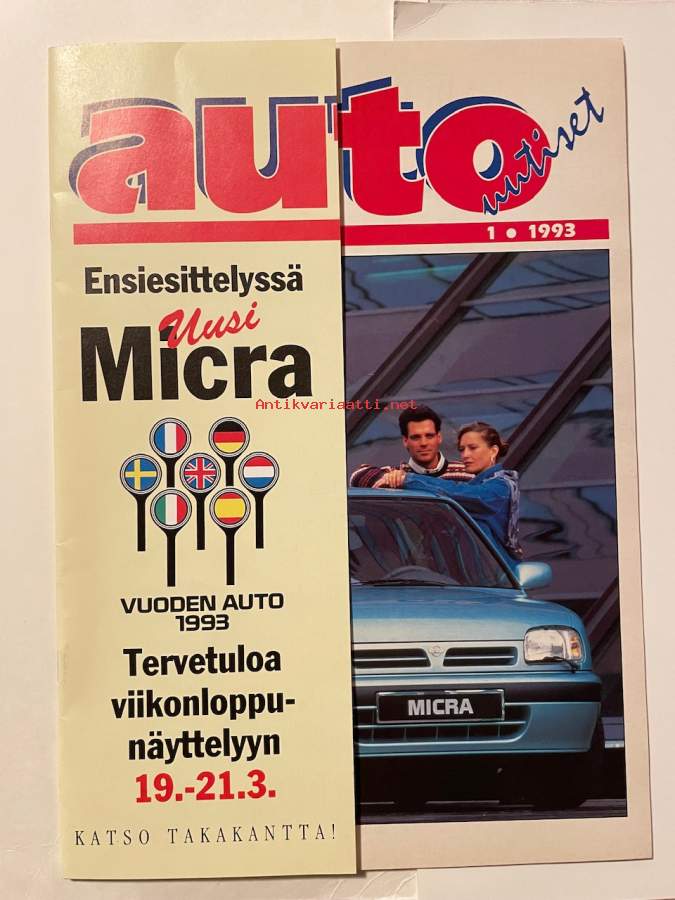 auto
uutiset
1 • 1993
Ensiesittelyssä
Uusi
Micra
Antikvariaatti.net
VUODEN AUTO
1993
Tervetuloa
viikonloppu-
näyttelyyn
19.-21.3.
KATSO TAKAKANTTA!
MICRA